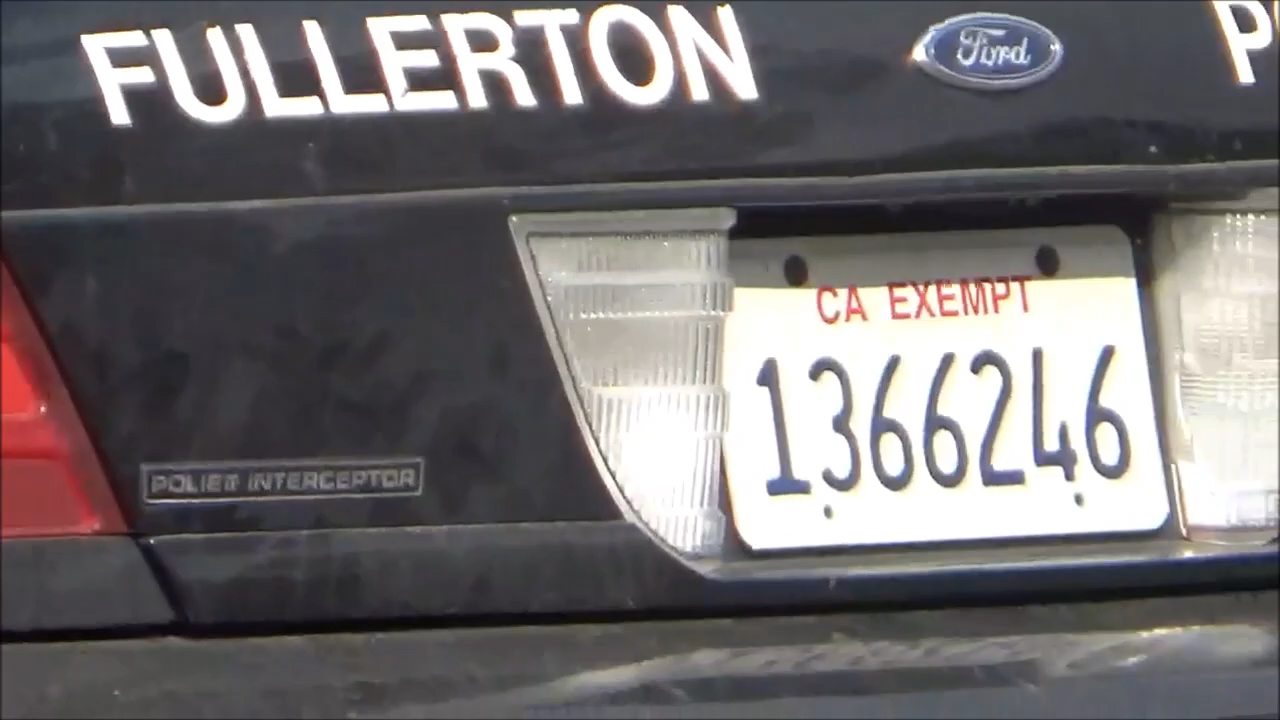 FULLERTON
Ford
P
CA EXEMPT
1366246
POLICE INTERCEPTOR